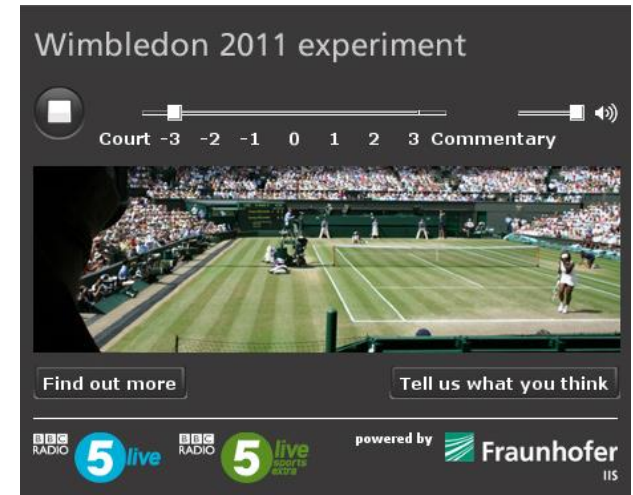 Wimbledon 2011 experiment
Court -3 -2 -1 0 1 2 3 Commentary
Find out more
Tell us what you think
BBC
RADIO
5 live
BBC
RADIO
5 live
sports
extra
powered by
Fraunhofer
IIS